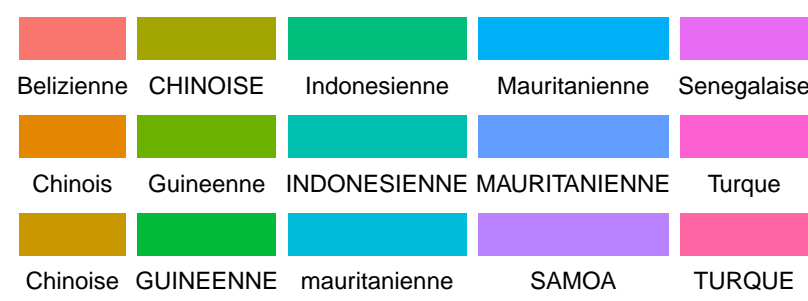 Belizienne CHINOISE Indonesienne Mauritanienne Senegalaise
Chinois Guineenne INDONESIENNE MAURITANIENNE Turque
Chinoise GUINEENNE mauritanienne SAMOA TURQUE